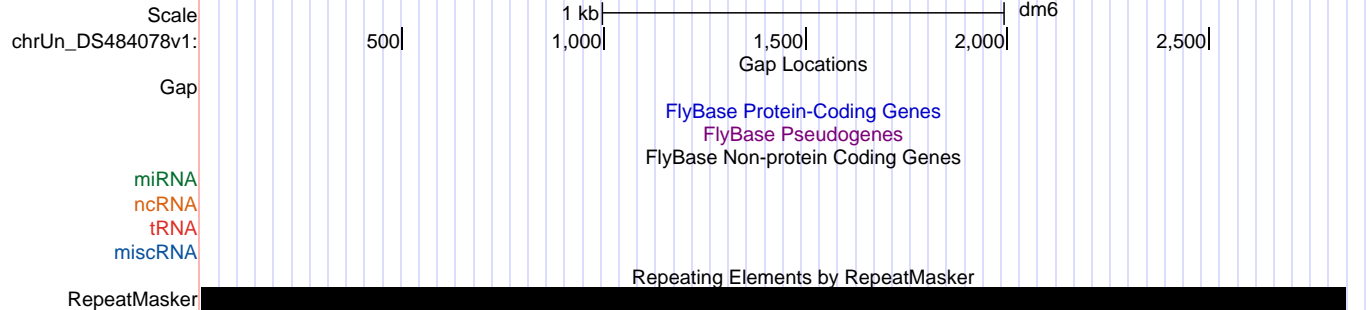 Scale 1 kb dm6
chrUn_DS484078v1: 500 1,000 1,500 2,000 2,500
Gap Locations
Gap
FlyBase Protein-Coding Genes
FlyBase Pseudogenes
FlyBase Non-protein Coding Genes
miRNA
ncRNA
tRNA
miscRNA
Repeating Elements by RepeatMasker
RepeatMasker